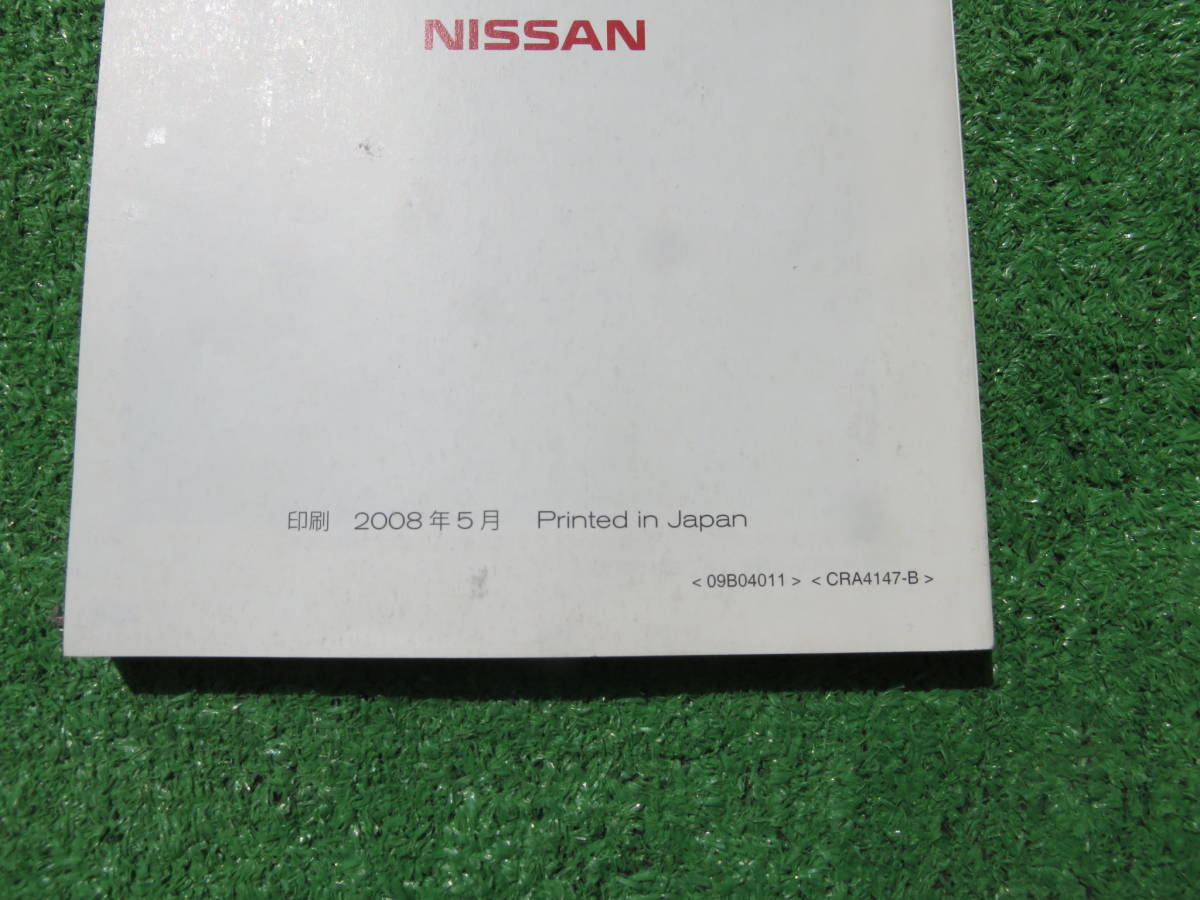 NISSAN
印刷 2008年5月 Printed in Japan
< 09B04011 > < CRA4147-B >